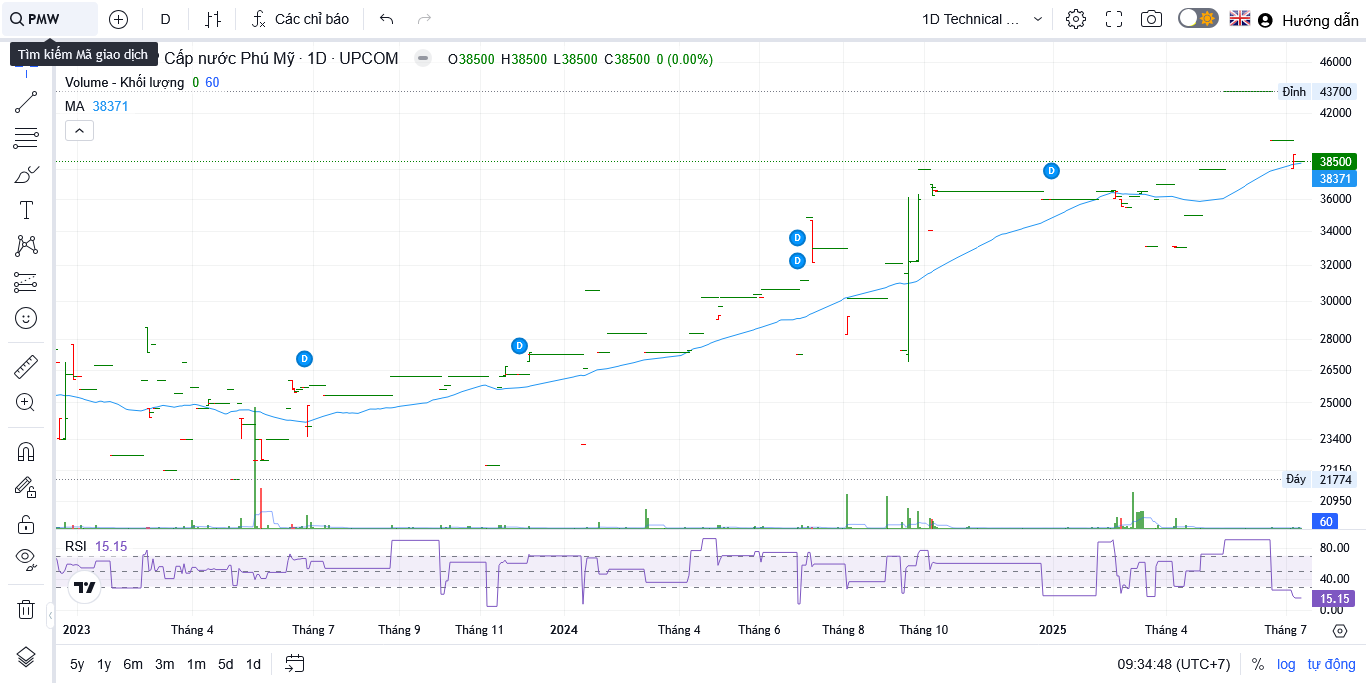 PMW
D
Các chỉ báo
1D Technical ...
Hướng dẫn
Tìm kiếm Mã giao dịch
Cấp nước Phú Mỹ · 1D · UPCOM
O38500 H38500 L38500 C38500 0 (0.00%)
Volume - Khối lượng 0 60
MA 38371
46000
Đỉnh 43700
42000
38500
38371
36000
34000
32000
30000
28000
26500
25000
23400
22150
Đáy 21774
20950
60
D
D
D
D
D
RSI 15.15
80.00
40.00
15.15
0.00
2023 Tháng 4 Tháng 7 Tháng 9 Tháng 11 2024 Tháng 4 Tháng 6 Tháng 8 Tháng 10 2025 Tháng 4 Tháng 7
5y 1y 6m 3m 1m 5d 1d
09:34:48 (UTC+7) % log tự động